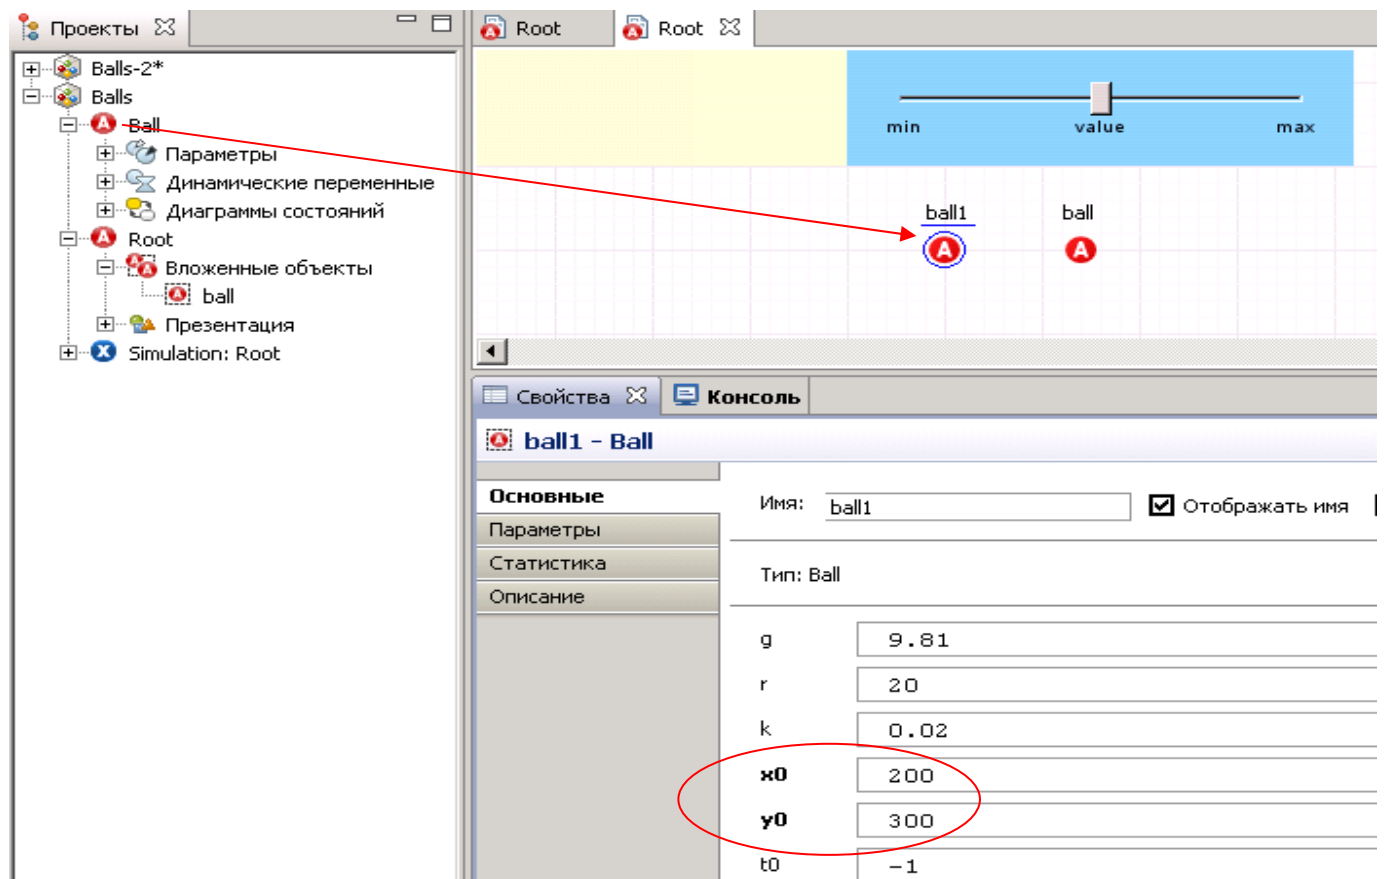 Проекты
Balls-2*
Balls
Ball
Параметры
Динамические переменные
Диаграммы состояний
Root
Вложенные объекты
ball
Презентация
Simulation: Root
Root
Root
min value max
ball1 ball
Свойства Консоль
ball1 - Ball
Основные
Параметры
Статистика
Описание
Имя: ball1 Отображать имя
Тип: Ball
g 9.81
r 20
k 0.02
x0 200
y0 300
t0 -1